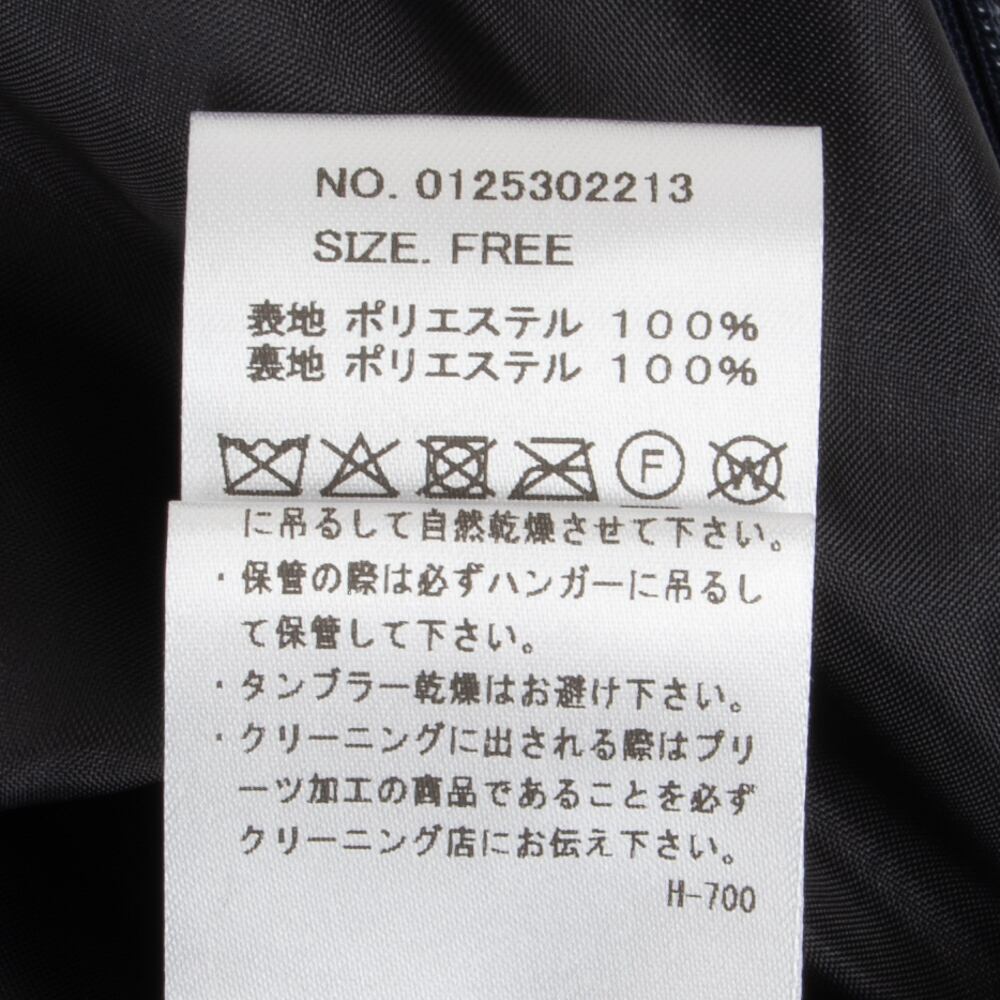 NO. 0125302213
SIZE. FREE
表地 ポリエステル 100%
裏地 ポリエステル 100%
F W
に吊るして自然乾燥させて下さい。
・保管の際は必ずハンガーに吊るし
て保管して下さい。
・タンブラー乾燥はお避け下さい。
・クリーニングに出される際はプリ
ーツ加工の商品であることを必ず
クリーニング店にお伝え下さい。
H-700